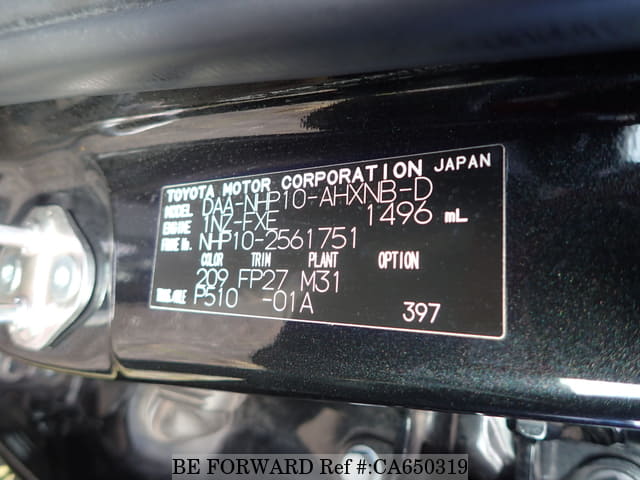 TOYOTA MOTOR CORPORATION JAPAN
MODEL DAA-NHP10-AHXNB-D
ENGINE 1NZ-FXE 1496 mL
FRAME No. NHP10-2561751
COLOR TRIM PLANT OPTION
209 FP27 M31
TRANS./AXLE P510 -01A
397
BE FORWARD Ref #:CA650319